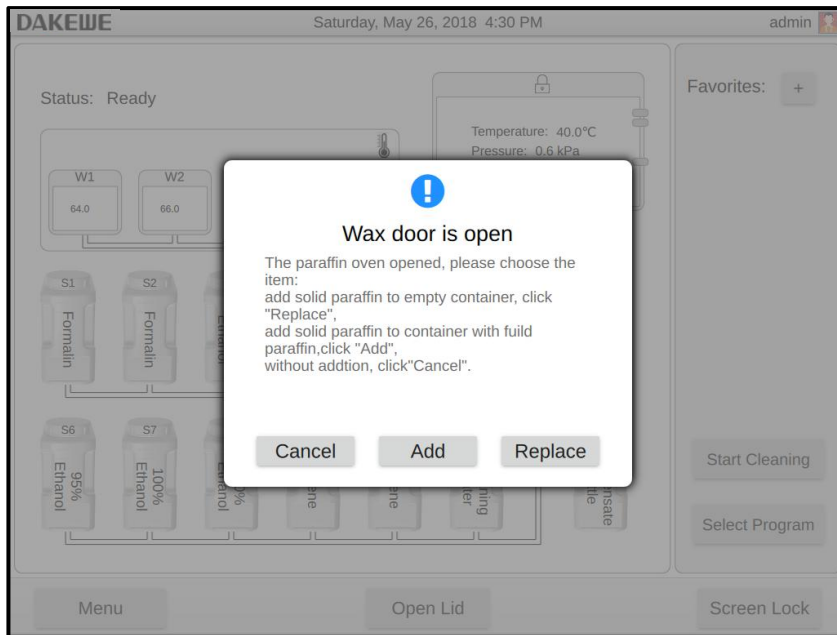 DAKEWE
Saturday, May 26, 2018 4:30 PM
admin
Status: Ready
Favorites: +
Temperature: 40.0°C
Pressure: 0.6 kPa
W1
W2
64.0
66.0
Wax door is open
The paraffin oven opened, please choose the
item:
add solid paraffin to empty container, click
"Replace",
add solid paraffin to container with fuild
paraffin,click "Add",
without addtion, click"Cancel".
Cancel
Add
Replace
S1
S2
Formalin
Formalin
S6
S7
95%
Ethanol
100%
Ethanol
Start Cleaning
Select Program
Menu
Open Lid
Screen Lock